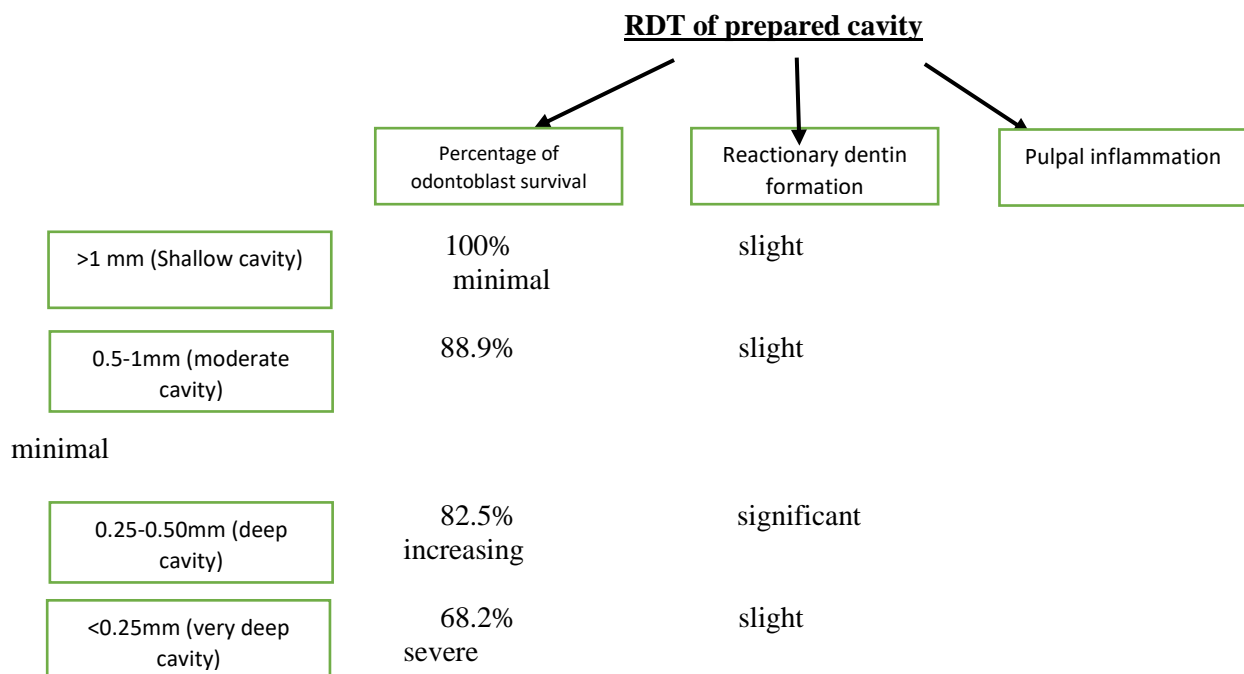 RDT of prepared cavity
Percentage of
odontoblast survival
Reactionary dentin
formation
Pulpal inflammation
>1 mm (Shallow cavity)
100%
slight
minimal
0.5-1mm (moderate
cavity)
88.9%
slight
minimal
0.25-0.50mm (deep
cavity)
82.5%
significant
increasing
<0.25mm (very deep
cavity)
68.2%
slight
severe